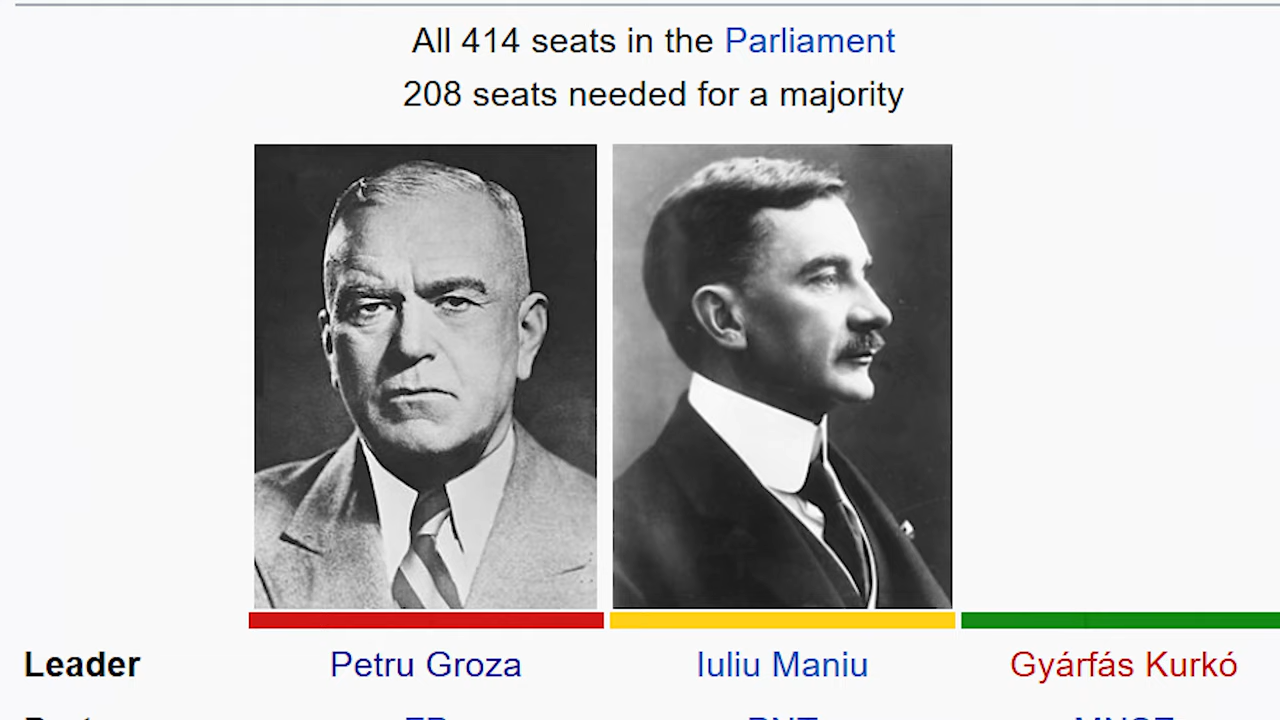 All 414 seats in the Parliament
208 seats needed for a majority
Leader Petru Groza Iuliu Maniu Gyárfás Kurkó